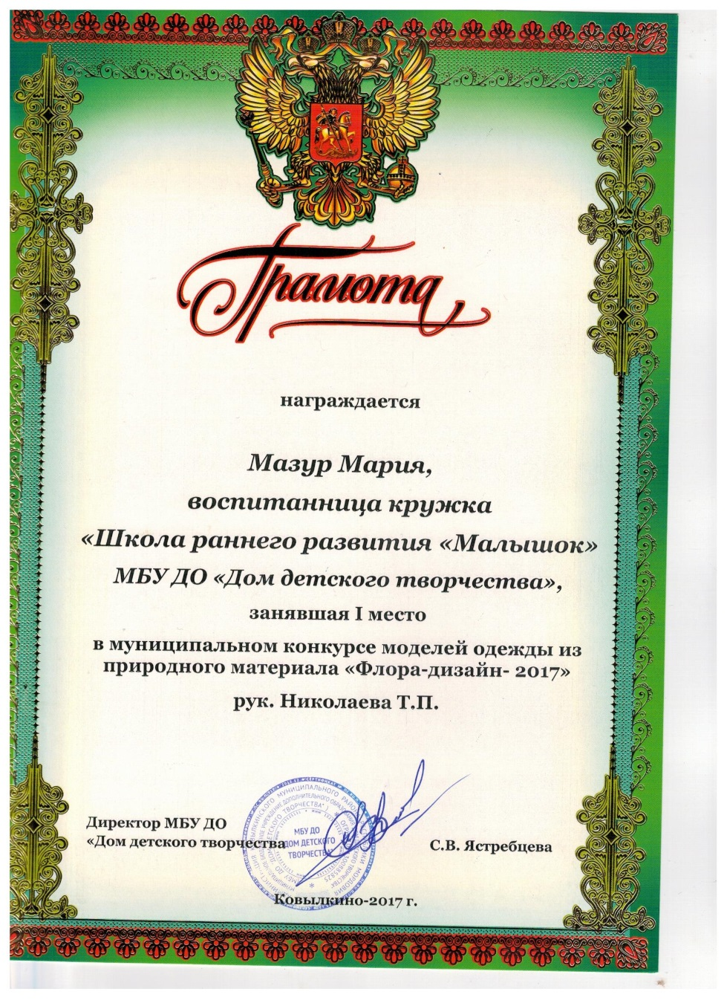 Грамота
награждается
Мазур Мария,
воспитанница кружка
«Школа раннего развития «Малышок»
МБУ ДО «Дом детского творчества»,
занявшая I место
в муниципальном конкурсе моделей одежды из
природного материала «Флора-дизайн- 2017»
рук. Николаева Т.П.
Директор МБУ ДО
«Дом детского творчества
С.В. Ястребцева
МБУ ДО
ДОМ ДЕТСКОГО
ТВОРЧЕСТВА"
Ковылкино-2017 г.